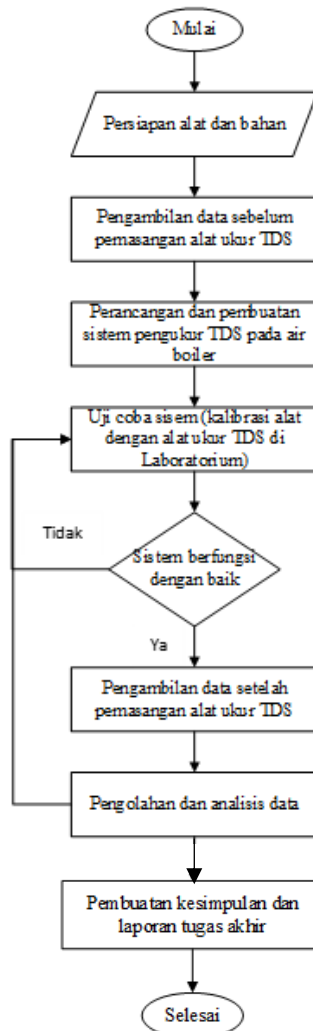 Mulai
Persiapan alat dan bahan
Pengambilan data sebelum
pemasangan alat ukur TDS
Perancangan dan pembuatan
sistem pengukur TDS pada air
boiler
Uji coba sisem (kalibrasi alat
dengan alat ukur TDS di
Laboratorium)
Tidak
Sistem berfungsi
dengan baik
Ya
Pengambilan data setelah
pemasangan alat ukur TDS
Pengolahan dan analisis data
Pembuatan kesimpulan dan
laporan tugas akhir
Selesai